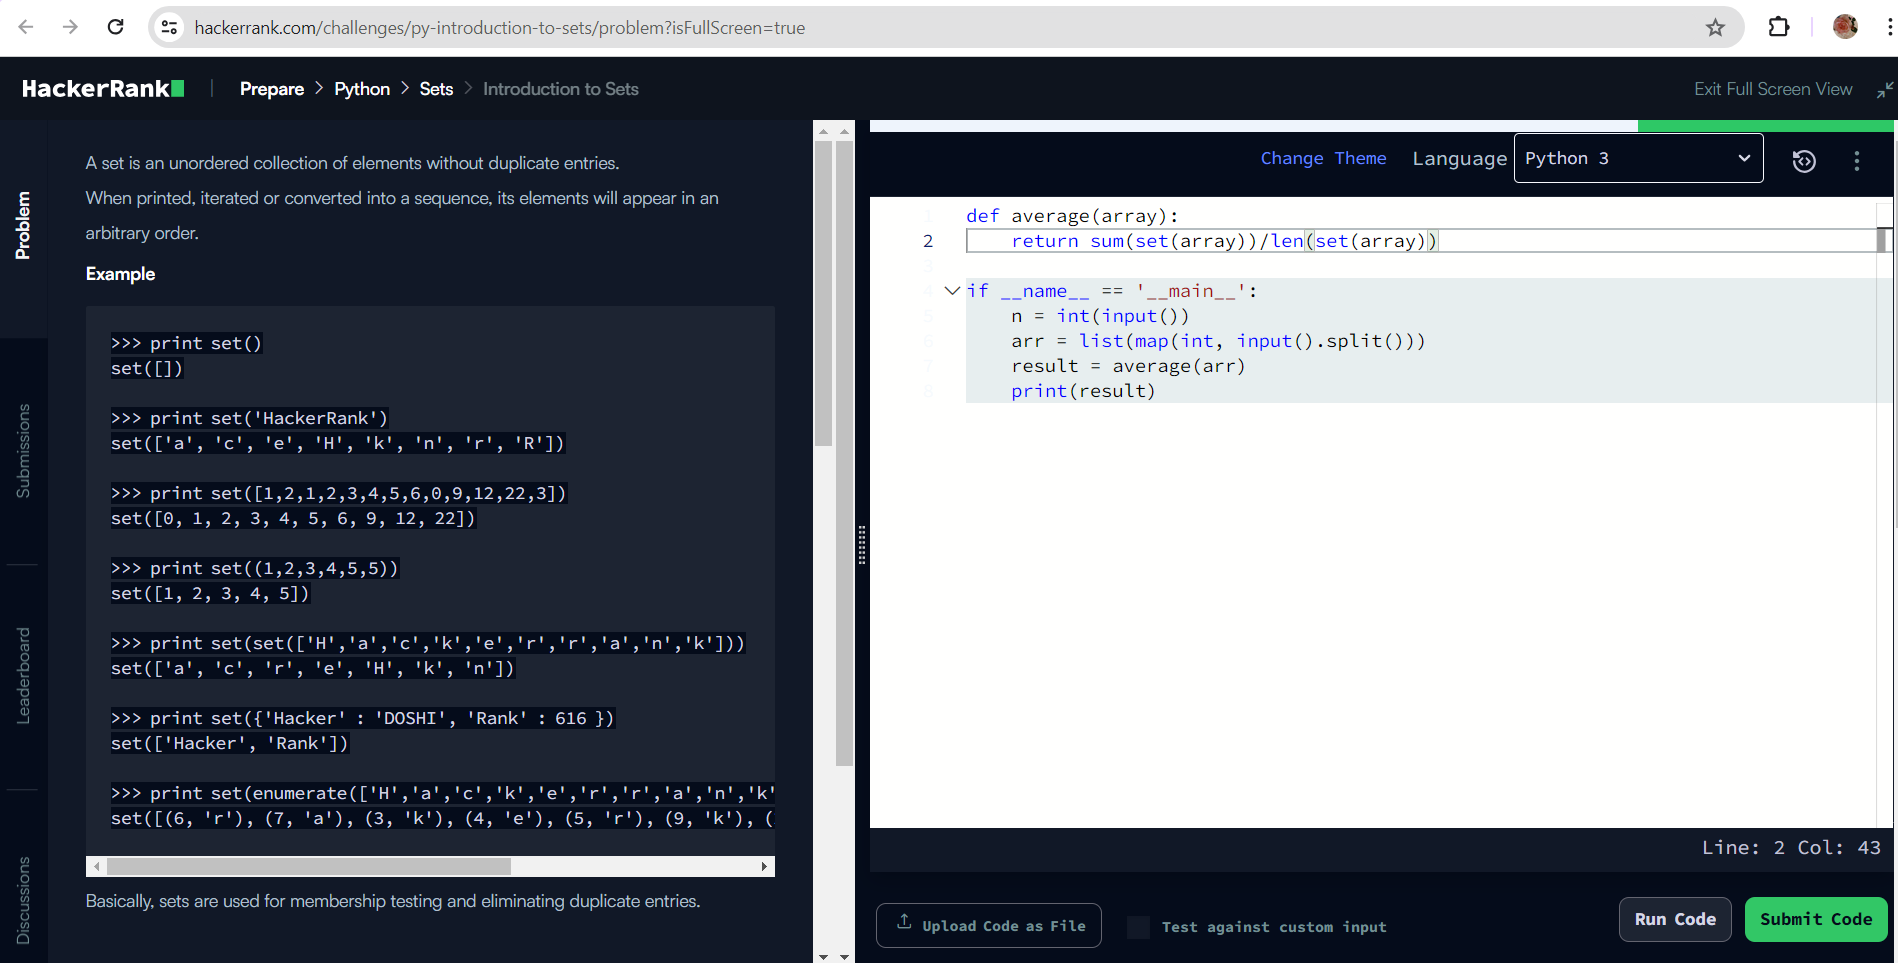 hackerrank.com/challenges/py-introduction-to-sets/problem?isFullScreen=true
HackerRank
Prepare > Python > Sets > Introduction to Sets
Exit Full Screen View
Problem
Submissions
Leaderboard
Discussions
A set is an unordered collection of elements without duplicate entries.
When printed, iterated or converted into a sequence, its elements will appear in an
arbitrary order.
Example
>>> print set()
set([])
>>> print set('HackerRank')
set(['a', 'c', 'e', 'H', 'k', 'n', 'r', 'R'])
>>> print set([1,2,1,2,3,4,5,6,0,9,12,22,3])
set([0, 1, 2, 3, 4, 5, 6, 9, 12, 22])
>>> print set((1,2,3,4,5,5))
set([1, 2, 3, 4, 5])
>>> print set(set(['H','a','c','k','e','r','r','a','n','k']))
set(['a', 'c', 'r', 'e', 'H', 'k', 'n'])
>>> print set({'Hacker' : 'DOSHI', 'Rank' : 616 })
set(['Hacker', 'Rank'])
>>> print set(enumerate(['H','a','c','k','e','r','r','a','n','k'
set([(6, 'r'), (7, 'a'), (3, 'k'), (4, 'e'), (5, 'r'), (9, 'k'), (
Basically, sets are used for membership testing and eliminating duplicate entries.
Change Theme Language Python 3
1 def average(array):
2     return sum(set(array))/len(set(array))
3
4 if __name__ == '__main__':
5     n = int(input())
6     arr = list(map(int, input().split()))
7     result = average(arr)
8     print(result)
Line: 2 Col: 43
Upload Code as File
Test against custom input
Run Code
Submit Code